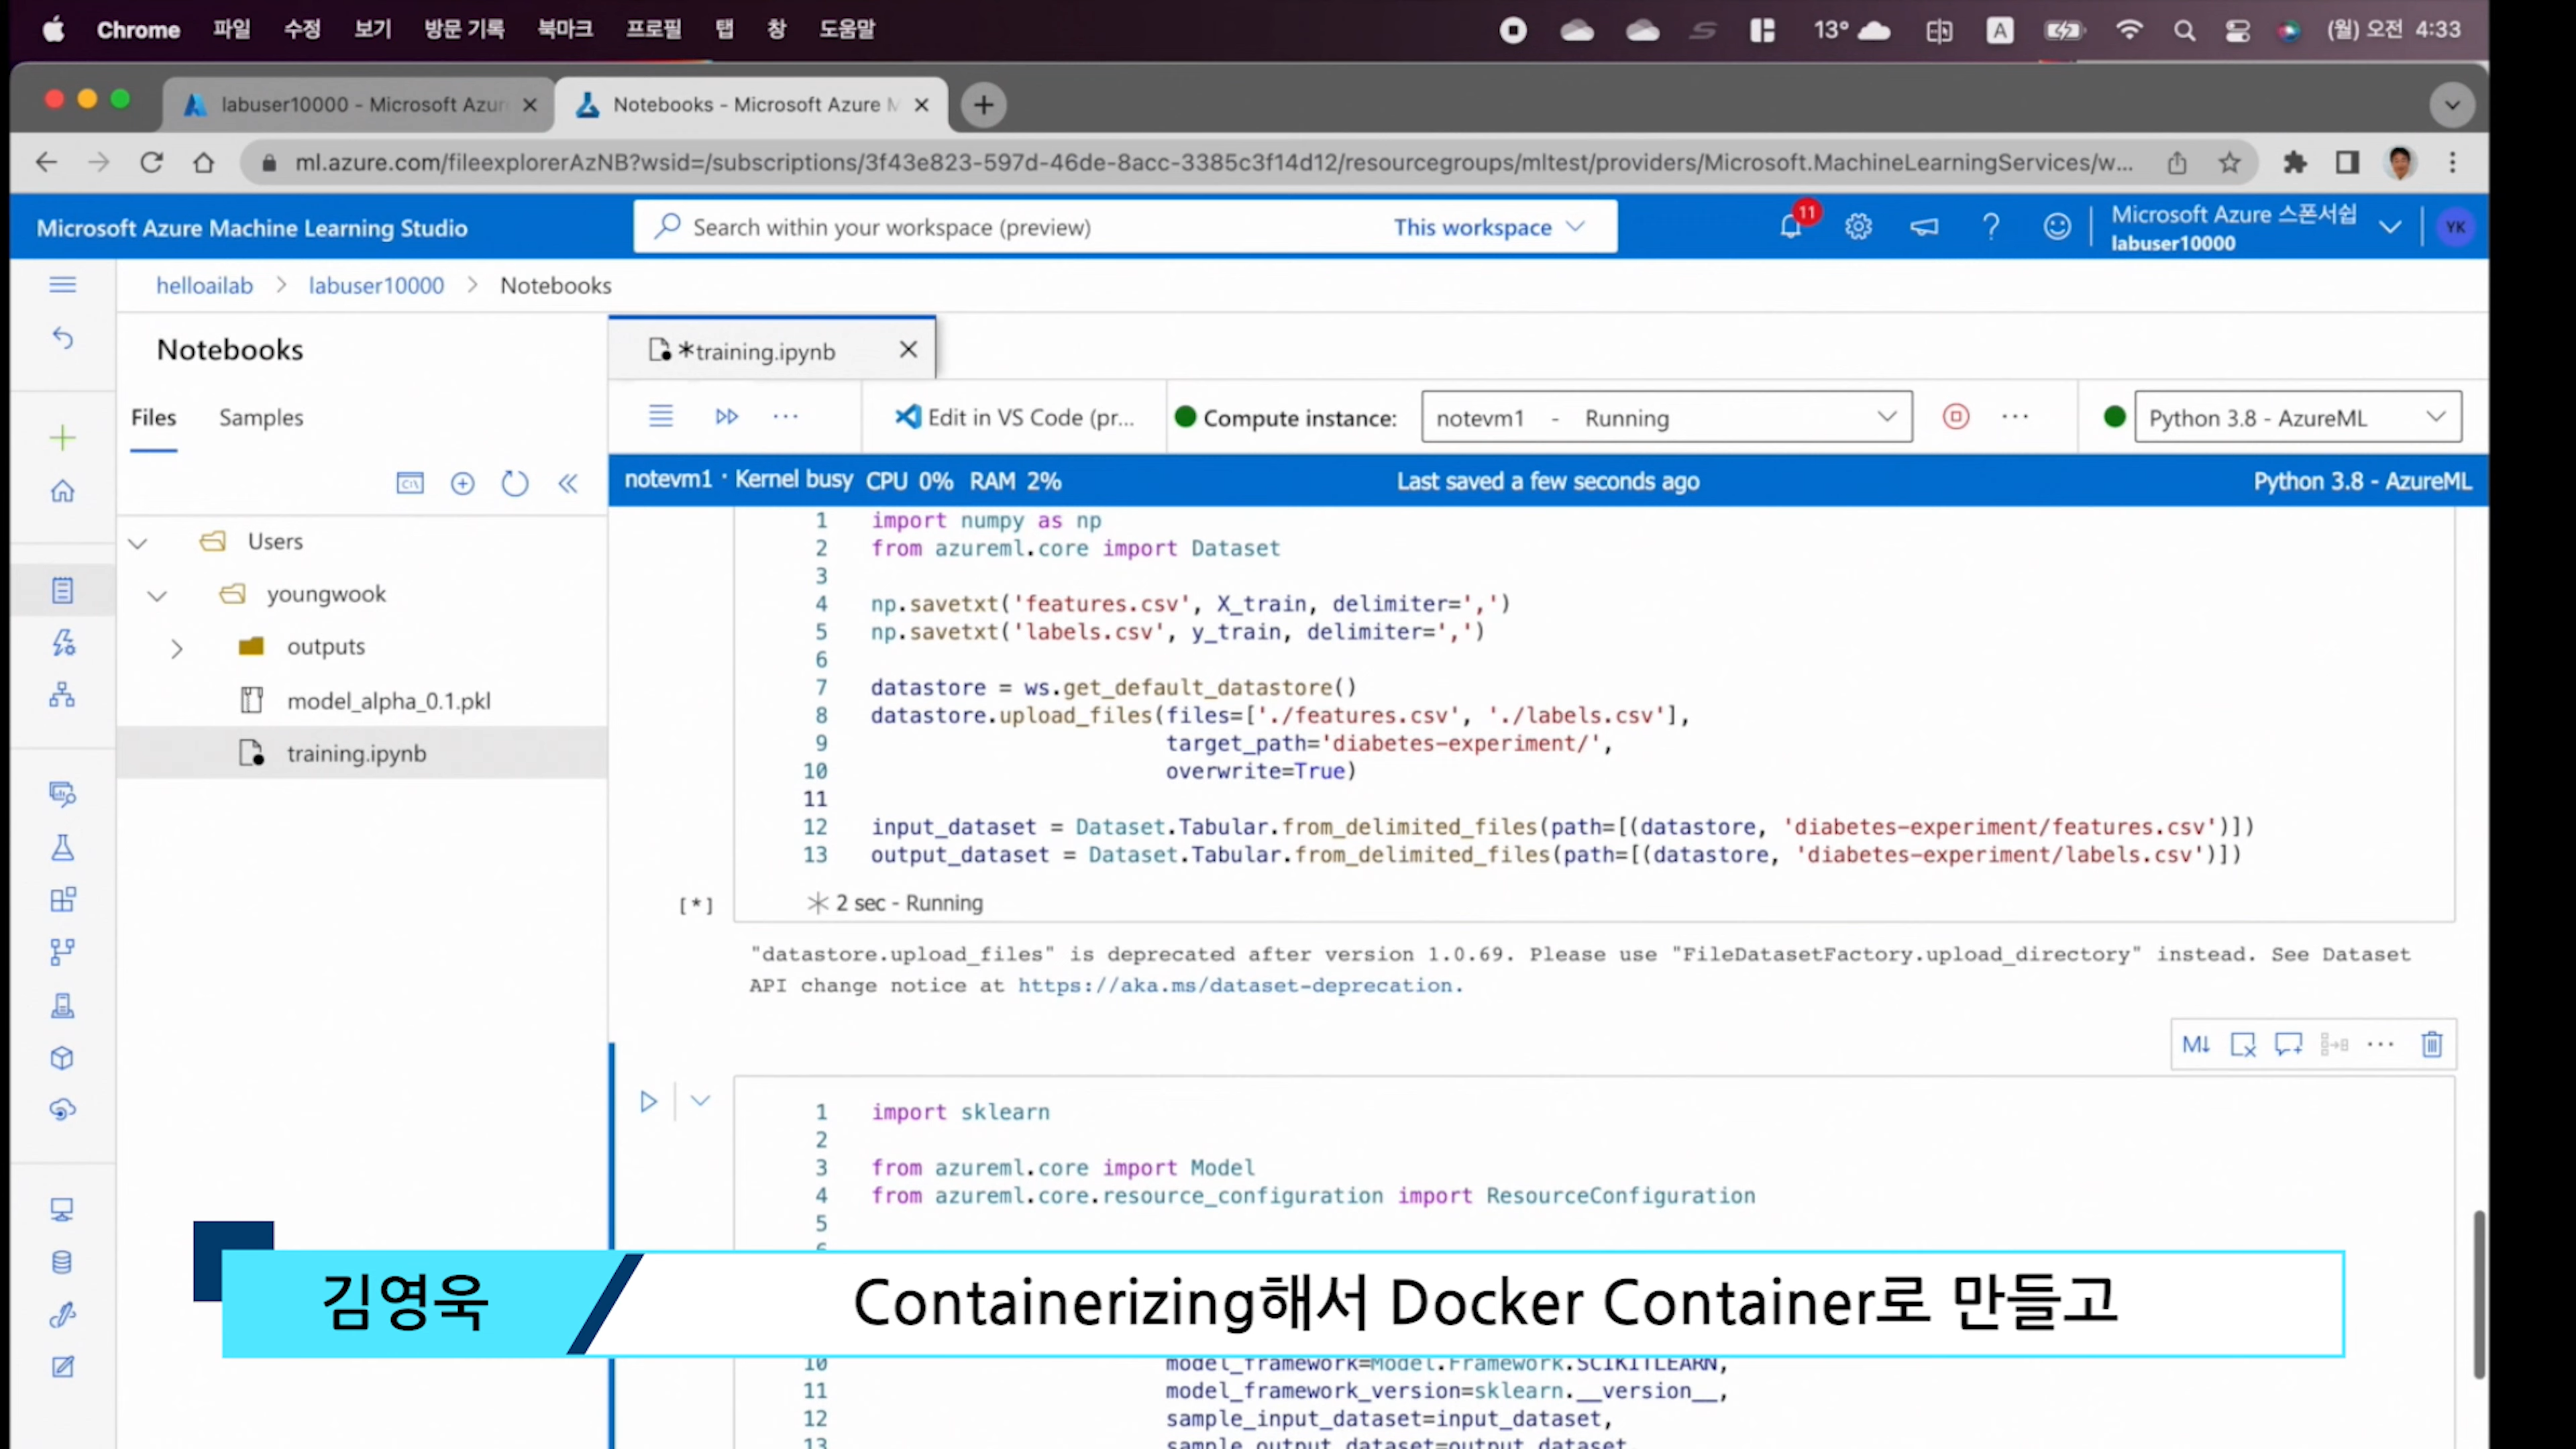 Chrome 파일 수정 보기 방문 기록 북마크 프로필 탭 창 도움말 13° A (월) 오전 4:33
labuser10000 - Microsoft Azur
Notebooks - Microsoft Azure M
ml.azure.com/fileexplorerAzNB?wsid=/subscriptions/3f43e823-597d-46de-8acc-3385c3f14d12/resourcegroups/mltest/providers/Microsoft.MachineLearningServices/w...
Microsoft Azure Machine Learning Studio
Search within your workspace (preview)
This workspace
11
Microsoft Azure 스폰서쉽
labuser10000
YK
helloailab > labuser10000 > Notebooks
Notebooks
Files Samples
Users
youngwook
outputs
model_alpha_0.1.pkl
training.ipynb
*training.ipynb
Edit in VS Code (pr...
Compute instance:
notevm1 - Running
Python 3.8 - AzureML
notevm1 · Kernel busy CPU 0% RAM 2%
Last saved a few seconds ago
Python 3.8 - AzureML
1 import numpy as np
2 from azureml.core import Dataset
3
4 np.savetxt('features.csv', X_train, delimiter=',')
5 np.savetxt('labels.csv', y_train, delimiter=',')
6
7 datastore = ws.get_default_datastore()
8 datastore.upload_files(files=['./features.csv', './labels.csv'],
9 target_path='diabetes-experiment/',
10 overwrite=True)
11
12 input_dataset = Dataset.Tabular.from_delimited_files(path=[(datastore, 'diabetes-experiment/features.csv')])
13 output_dataset = Dataset.Tabular.from_delimited_files(path=[(datastore, 'diabetes-experiment/labels.csv')])
[*]
2 sec - Running
"datastore.upload_files" is deprecated after version 1.0.69. Please use "FileDatasetFactory.upload_directory" instead. See Dataset
API change notice at https://aka.ms/dataset-deprecation.
M↓
1 import sklearn
2
3 from azureml.core import Model
4 from azureml.core.resource_configuration import ResourceConfiguration
5
김영욱
Containerizing해서 Docker Container로 만들고
10 model_framework=Model.Framework.SCIKITLEARN,
11 model_framework_version=sklearn.__version__,
12 sample_input_dataset=input_dataset,
13 sample_output_dataset=output_dataset